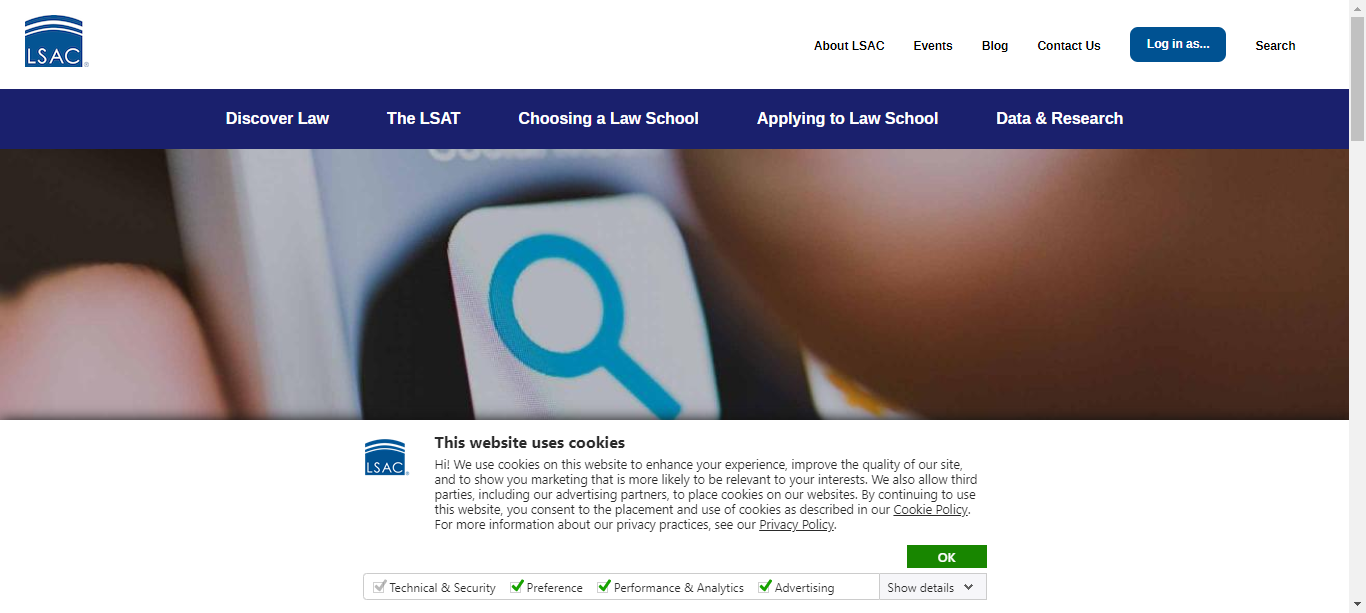 LSAC
About LSAC
Events
Blog
Contact Us
Log in as...
Search
Discover Law
The LSAT
Choosing a Law School
Applying to Law School
Data & Research
LSAC
This website uses cookies
Hi! We use cookies on this website to enhance your experience, improve the quality of our site,
and to show you marketing that is more likely to be relevant to your interests. We also allow third
parties, including our advertising partners, to place cookies on our websites. By continuing to use
this website, you consent to the placement and use of cookies as described in our Cookie Policy.
For more information about our privacy practices, see our Privacy Policy.
OK
Technical & Security
Preference
Performance & Analytics
Advertising
Show details